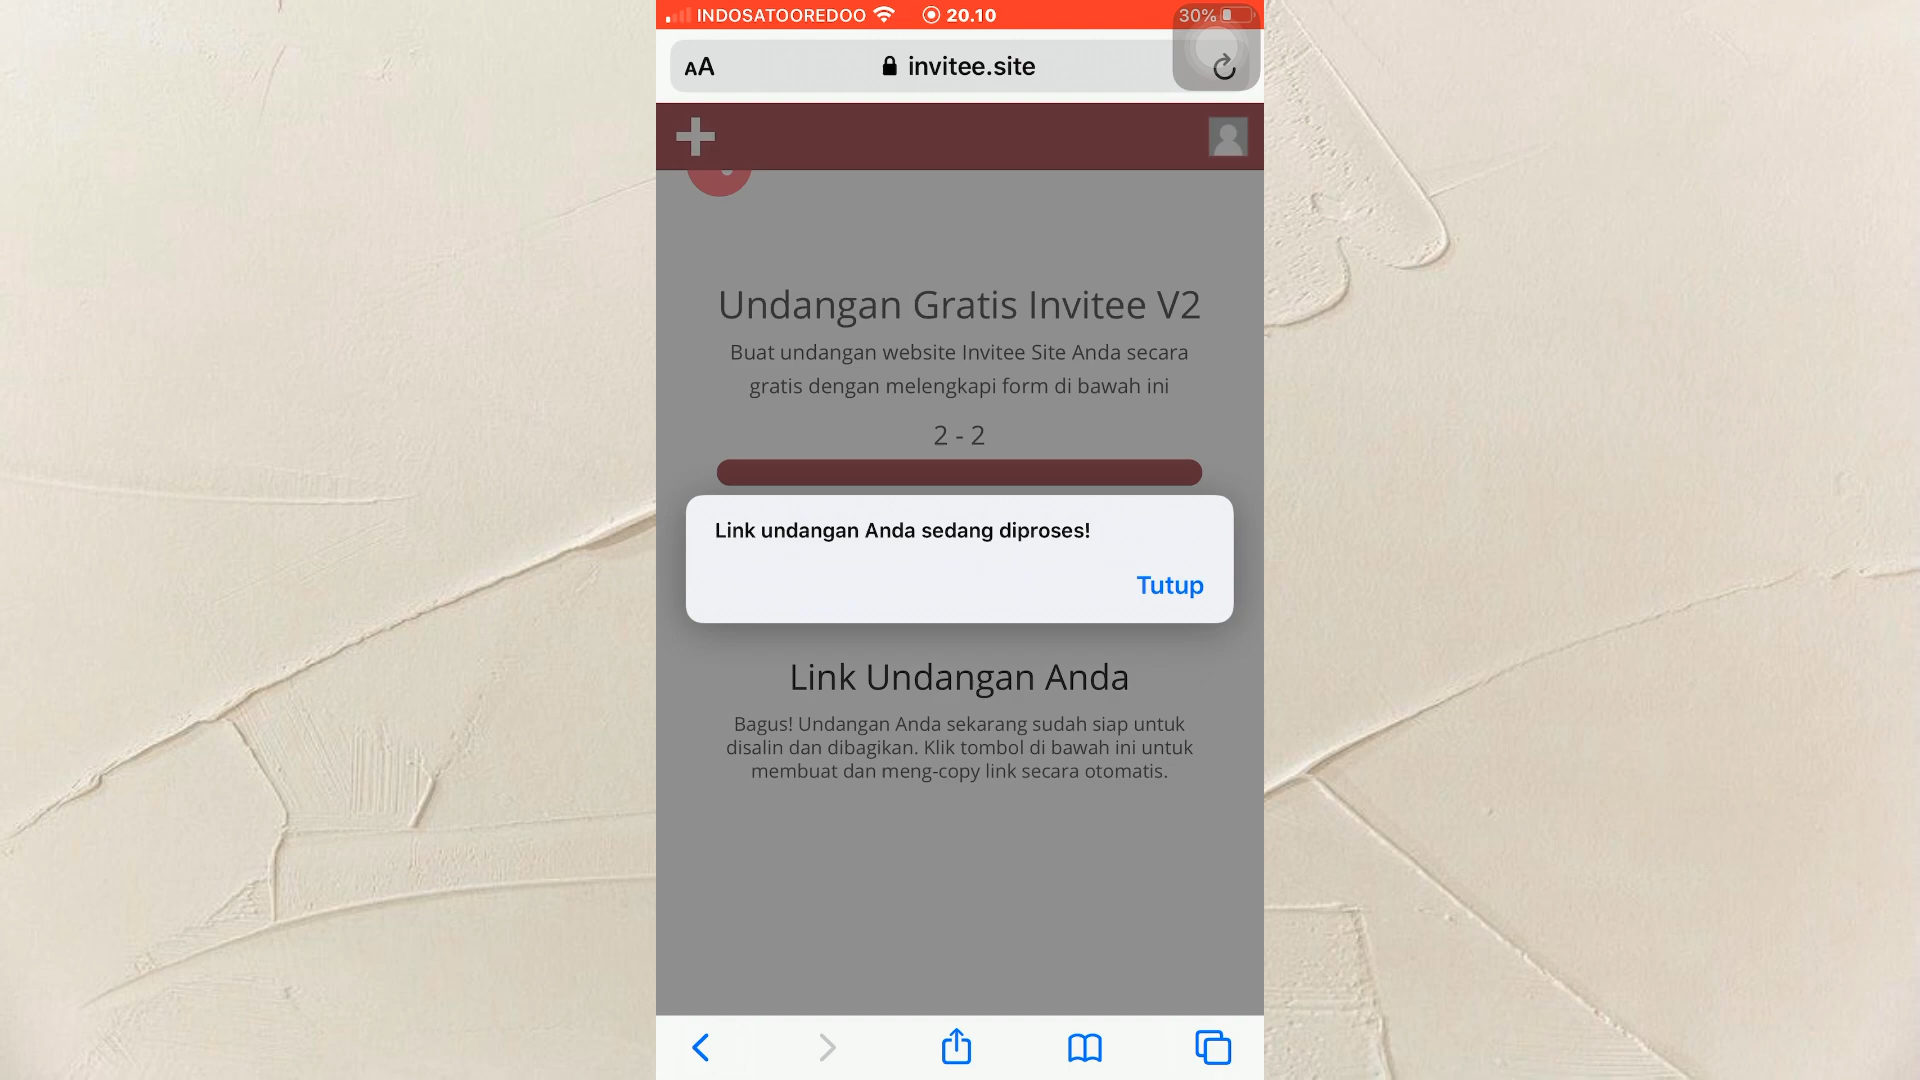 INDOSATOOREDOO 20.10 30%
AA invitee.site
Undangan Gratis Invitee V2
Buat undangan website Invitee Site Anda secara
gratis dengan melengkapi form di bawah ini
2 - 2
Link undangan Anda sedang diproses!
Tutup
Link Undangan Anda
Bagus! Undangan Anda sekarang sudah siap untuk
disalin dan dibagikan. Klik tombol di bawah ini untuk
membuat dan meng-copy link secara otomatis.